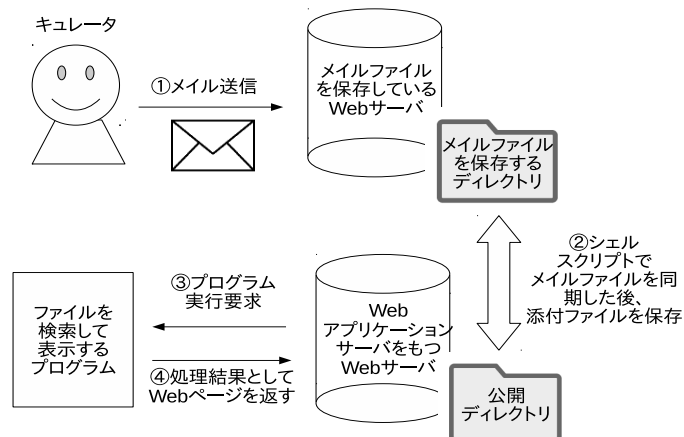 キュレータ
①メイル送信
メイルファイル
を保存している
Webサーバ
メイルファイル
を保存する
ディレクトリ
②シェル
スクリプトで
メイルファイルを同
期した後、
添付ファイルを保存
③プログラム
実行要求
ファイルを
検索して
表示する
プログラム
Web
アプリケーション
サーバをもつ
Webサーバ
④処理結果として
Webページを返す
公開
ディレクトリ